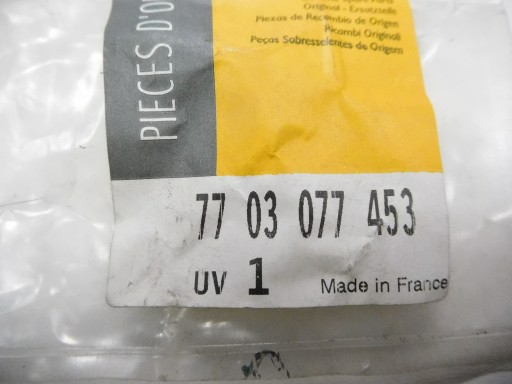 PIECES D'O
Original - Ersatzteile
Piezas de Recambio de Origen
Ricambi Originali
Peças Sobresselentes de Origem
77 03 077 453
UV 1
Made in France